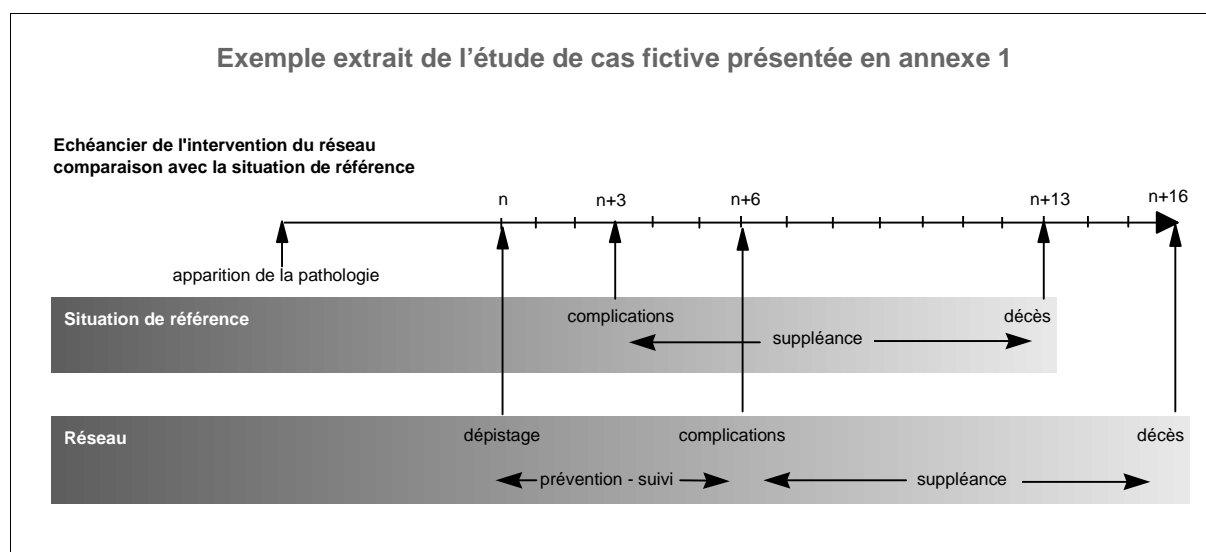 Exemple extrait de l’étude de cas fictive présentée en annexe 1
Echéancier de l'intervention du réseau
comparaison avec la situation de référence
n n+3 n+6 n+13 n+16
apparition de la pathologie
Situation de référence complications décès
suppléance
Réseau dépistage complications décès
prévention - suivi suppléance